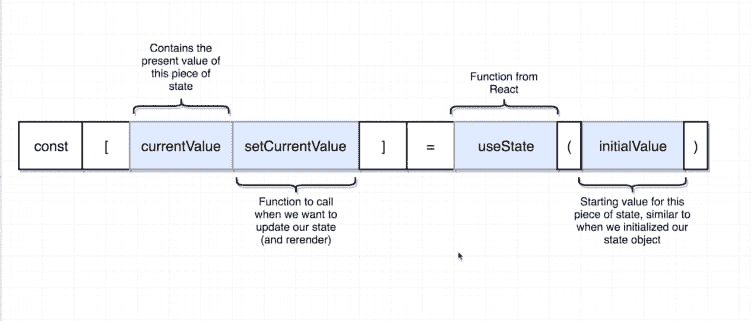 Contains the
present value of
this piece of
state
Function from
React
const [ currentValue setCurrentValue ] = useState ( initialValue )
Function to call
when we want to
update our state
(and rerender)
Starting value for this
piece of state, similar to
when we initialized our
state object